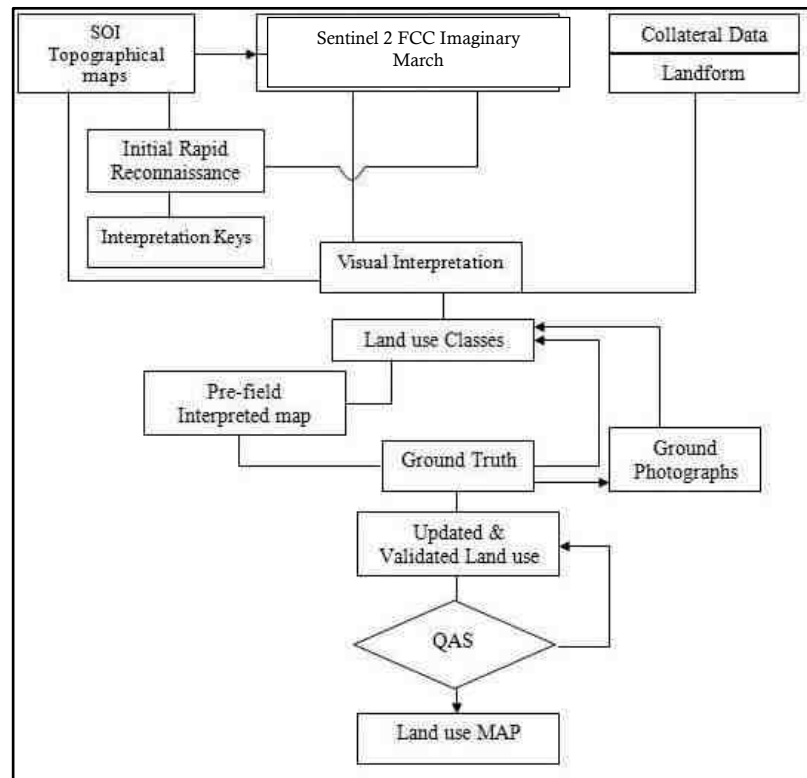 SOI
Topographical
maps
Sentinel 2 FCC Imaginary
March
Collateral Data
Landform
Initial Rapid
Reconnaissance
Interpretation Keys
Visual Interpretation
Land use Classes
Pre-field
Interpreted map
Ground Truth
Ground
Photographs
Updated &
Validated Land use
QAS
Land use MAP